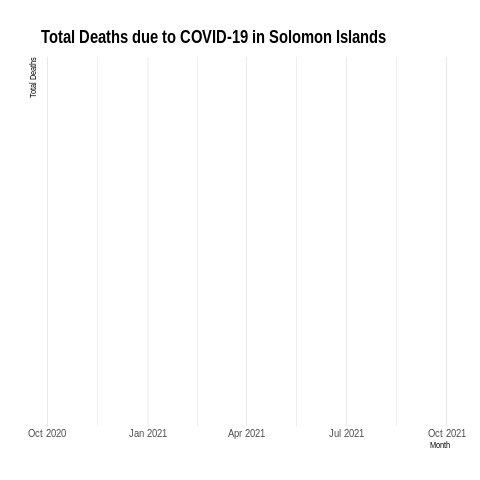 Total Deaths due to COVID-19 in Solomon Islands
Total Deaths
Oct 2020
Jan 2021
Apr 2021
Jul 2021
Oct 2021
Month